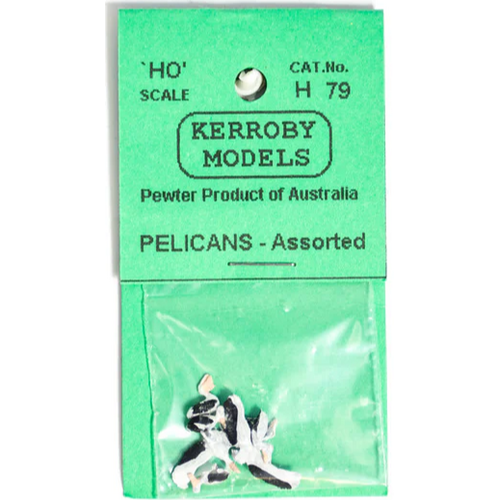 `HO' CAT.No.
SCALE H 79
KERROBY
MODELS
Pewter Product of Australia
PELICANS - Assorted